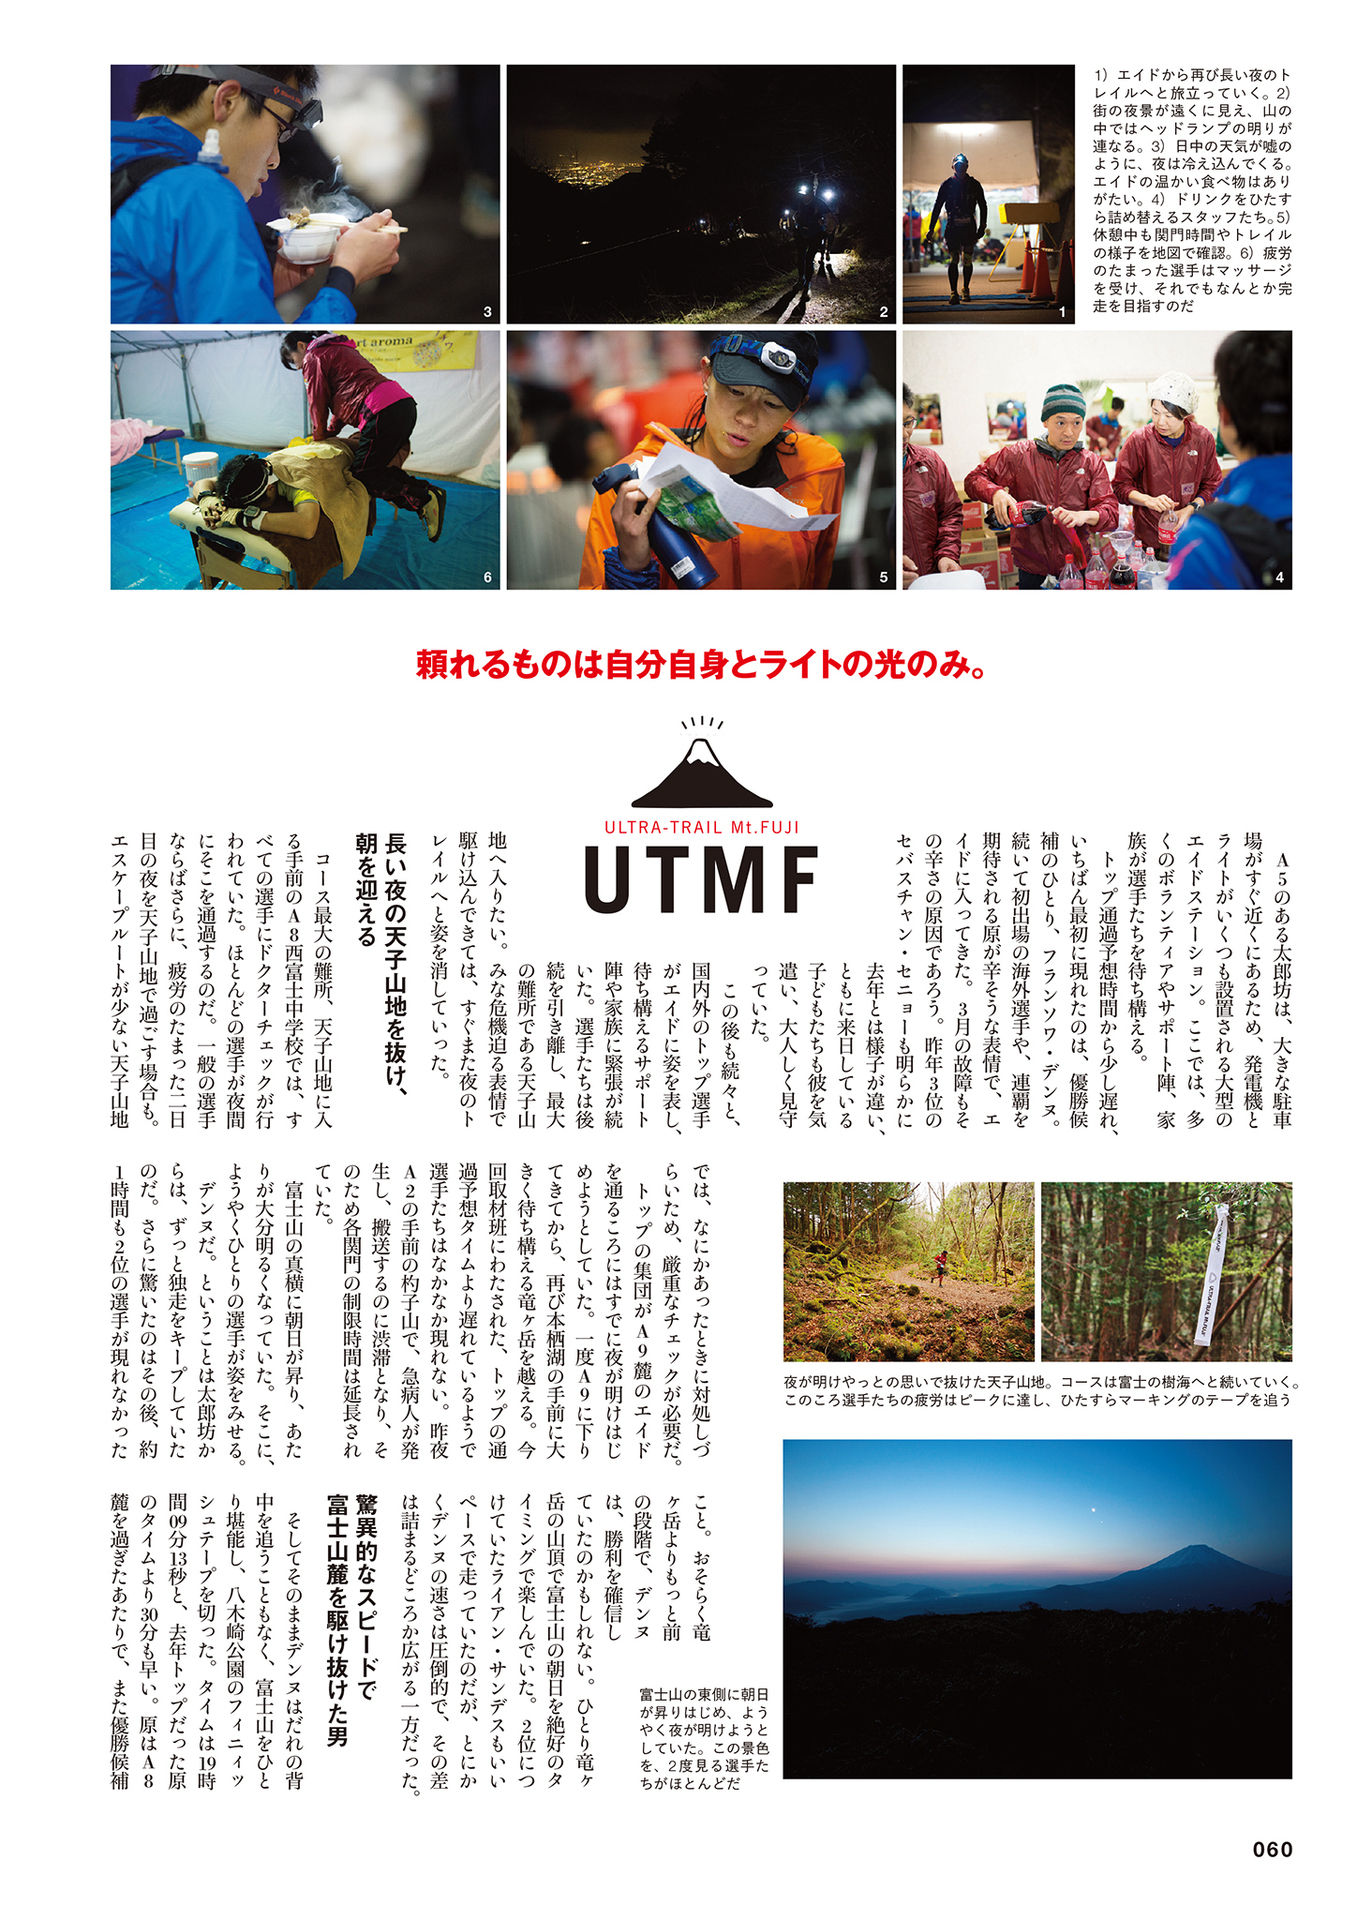 1）エイドから再び長い夜のト
レイルへと旅立っていく。2）
街の夜景が遠くに見え、山の
中ではヘッドランプの明りが
連なる。3）日中の天気が嘘の
ように、夜は冷え込んでくる。
エイドの温かい食べ物はあり
がたい。4）ドリンクをひたす
ら詰め替えるスタッフたち。5）
休憩中も関門時間やトレイル
の様子を地図で確認。6）疲労
のたまった選手はマッサージ
を受け、それでもなんとか完
走を目指すのだ
1
2
3
4
5
art aroma
6
頼れるものは自分自身とライトの光のみ。
ULTRA-TRAIL Mt.FUJI
UTMF
A5のある太郎坊は、大きな駐車
場がすぐ近くにあるため、発電機と
ライトがいくつも設置される大型の
エイドステーション。ここでは、多
くのボランティアやサポート陣、家
族が選手たちを待ち構える。
トップ通過予想時間から少し遅れ、
いちばん最初に現れたのは、優勝候
補のひとり、フランソワ・デンヌ。
続いて初出場の海外選手や、連覇を
期待される原が辛そうな表情で、エ
イドに入ってきた。3月の故障もそ
の辛さの原因であろう。昨年3位の
セバスチャン・セニョーも明らかに
去年とは様子が違い、
ともに来日している
子どもたちも彼を気
遣い、大人しく見守
っていた。
この後も続々と、
国内外のトップ選手
がエイドに姿を表し、
待ち構えるサポート
陣や家族に緊張が続
いた。選手たちは後
続を引き離し、最大
の難所である天子山
地へ入りたい。みな危機迫る表情で
駆け込んできては、すぐまた夜のト
レイルへと姿を消していった。
長い夜の天子山地を抜け、
朝を迎える
コース最大の難所、天子山地に入
る手前のA8西富士中学校では、す
べての選手にドクターチェックが行
われていた。ほとんどの選手が夜間
にそこを通過するのだ。一般の選手
ならばさらに、疲労のたまった二日
目の夜を天子山地で過ごす場合も。
エスケープルートが少ない天子山地
では、なにかあったときに対処しづ
らいため、厳重なチェックが必要だ。
トップの集団がA9麓のエイド
を通るころにはすでに夜が明けはじ
めようとしていた。一度A9に下り
てきてから、再び本栖湖の手前に大
きく待ち構える竜ヶ岳を越える。今
回取材班にわたされた、トップの通
過予想タイムより遅れているようで
選手たちはなかなか現れない。昨夜
A2の手前の杓子山で、急病人が発
生し、搬送するのに渋滞となり、そ
のため各関門の制限時間は延長され
ていた。
富士山の真横に朝日が昇り、あた
りが大分明るくなっていた。そこに、
ようやくひとりの選手が姿をみせる。
デンヌだ。ということは太郎坊か
らは、ずっと独走をキープしていた
のだ。さらに驚いたのはその後、約
1時間も2位の選手が現れなかった
こと。おそらく竜
ヶ岳よりもっと前
の段階で、デンヌ
は、勝利を確信し
ていたのかもしれない。ひとり竜ヶ
岳の山頂で富士山の朝日を絶好のタ
イミングで楽しんでいた。2位につ
けていたライアン・サンデスもいい
ペースで走っていたのだが、とにか
くデンヌの速さは圧倒的で、その差
は詰まるどころか広がる一方だった。
驚異的なスピードで
富士山麓を駆け抜けた男
そしてそのままデンヌはだれの背
中を追うこともなく、富士山をひと
り堪能し、八木崎公園のフィニィッ
シュテープを切った。タイムは19時
間09分13秒と、去年トップだった原
のタイムより30分も早い。原はA8
麓を過ぎたあたりで、また優勝候補
ULTRA-TRAIL Mt.FUJI
夜が明けやっとの思いで抜けた天子山地。コースは富士の樹海へと続いていく。
このころ選手たちの疲労はピークに達し、ひたすらマーキングのテープを追う
富士山の東側に朝日
が昇りはじめ、よう
やく夜が明けようと
していた。この景色
を、2度見る選手た
ちがほとんどだ
060